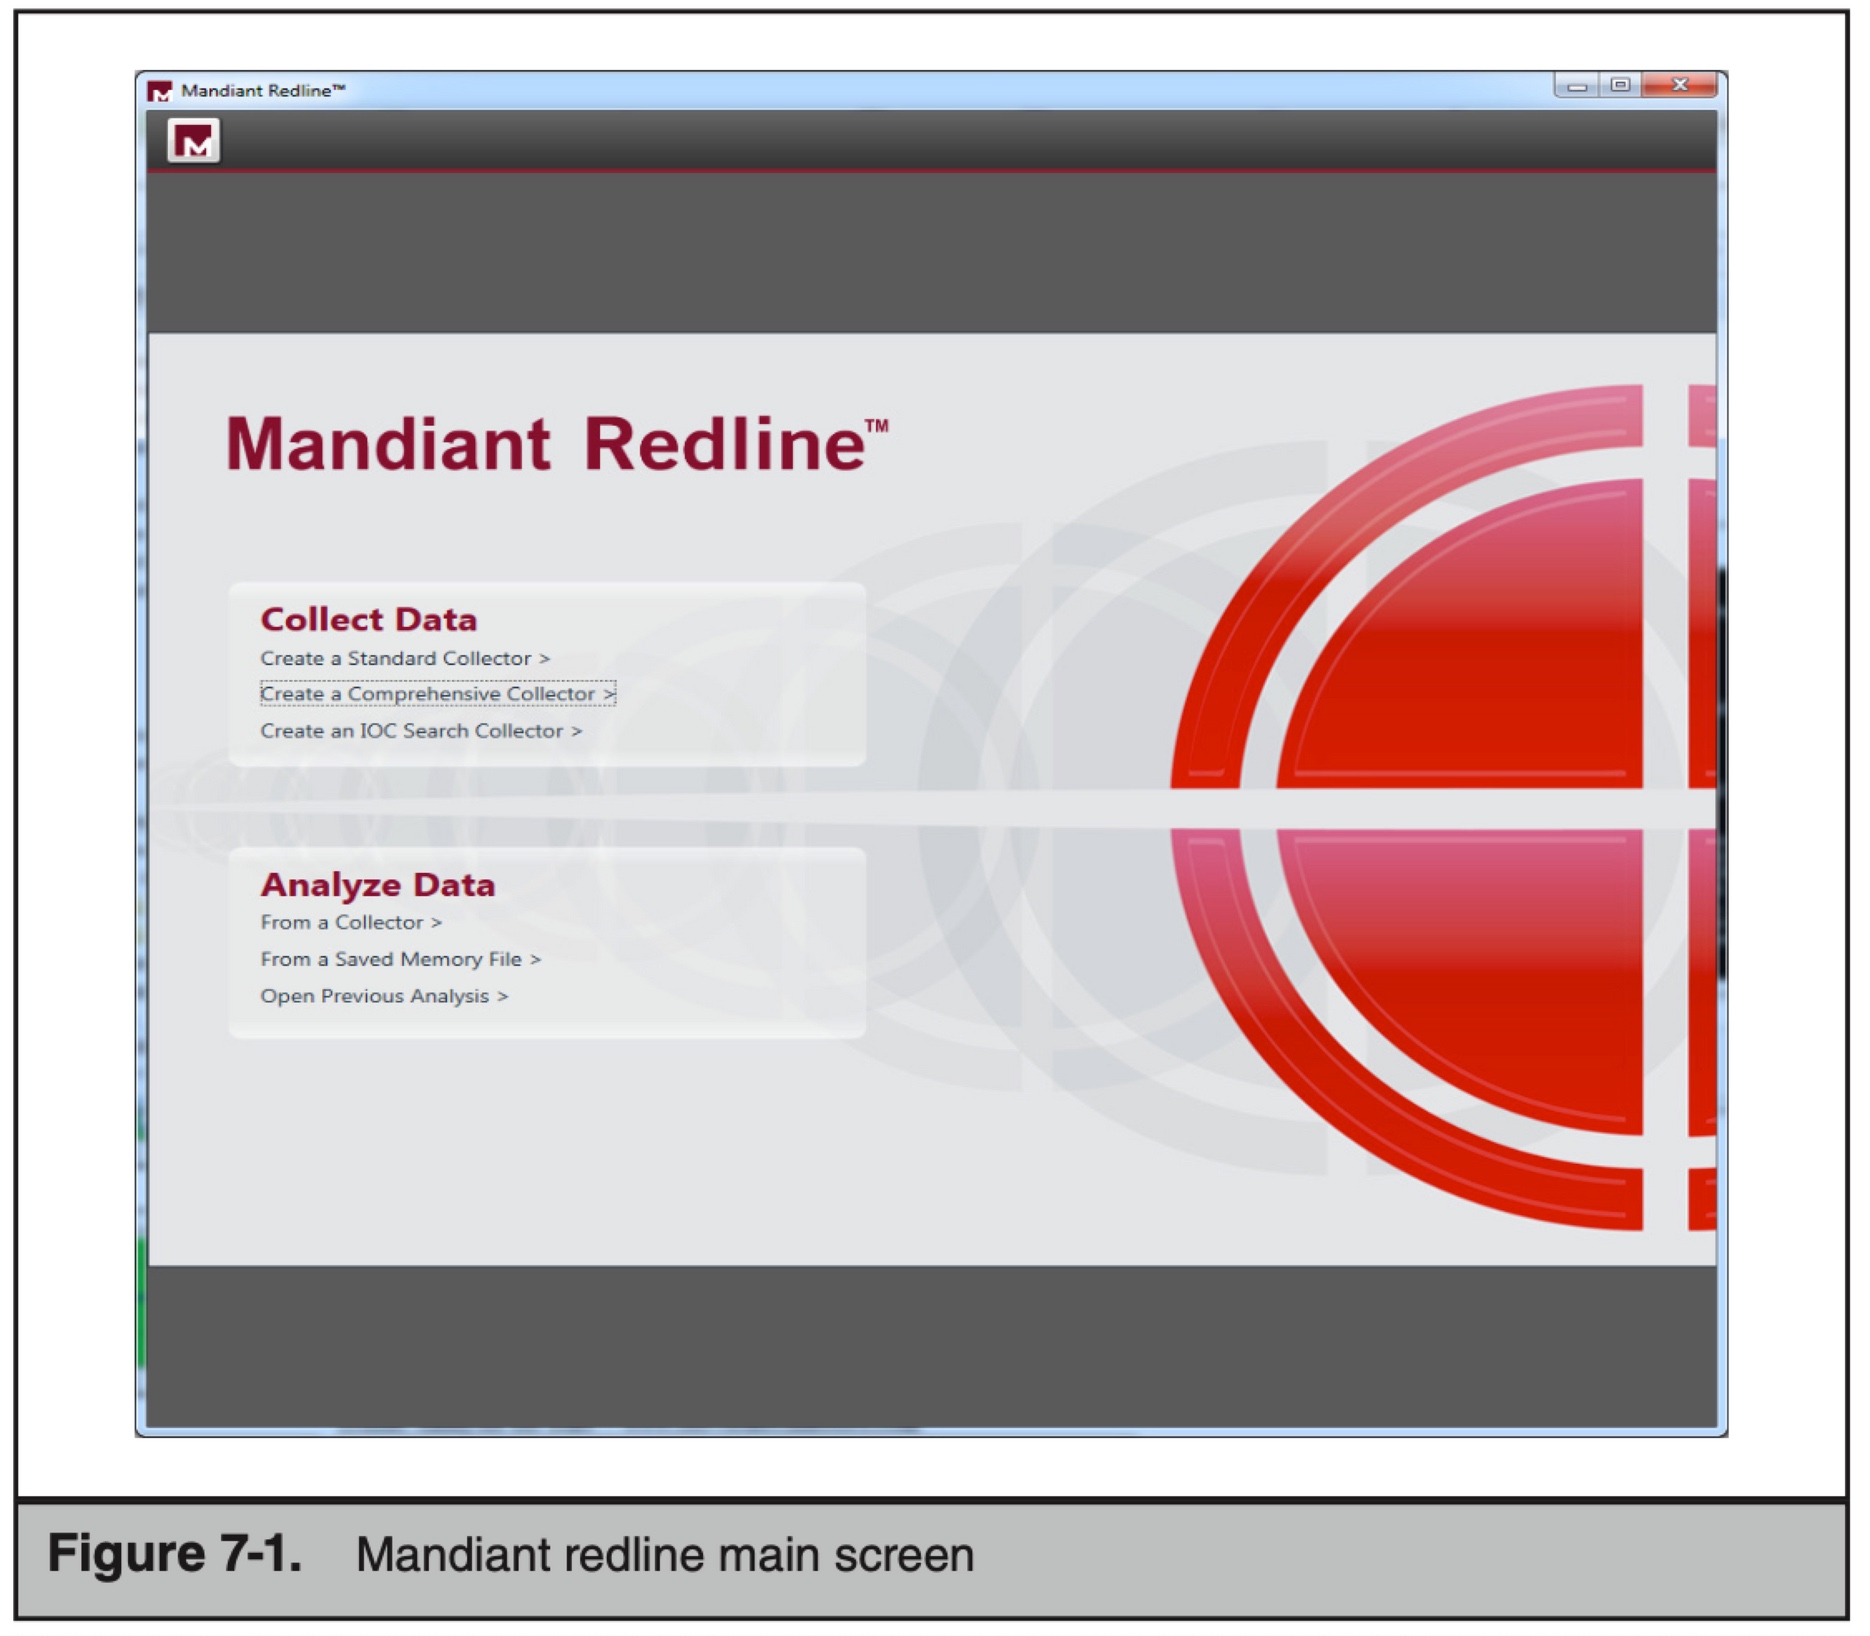 Mandiant Redline™
Mandiant Redline™
Collect Data
Create a Standard Collector >
Create a Comprehensive Collector >
Create an IOC Search Collector >
Analyze Data
From a Collector >
From a Saved Memory File >
Open Previous Analysis >
Figure 7-1. Mandiant redline main screen